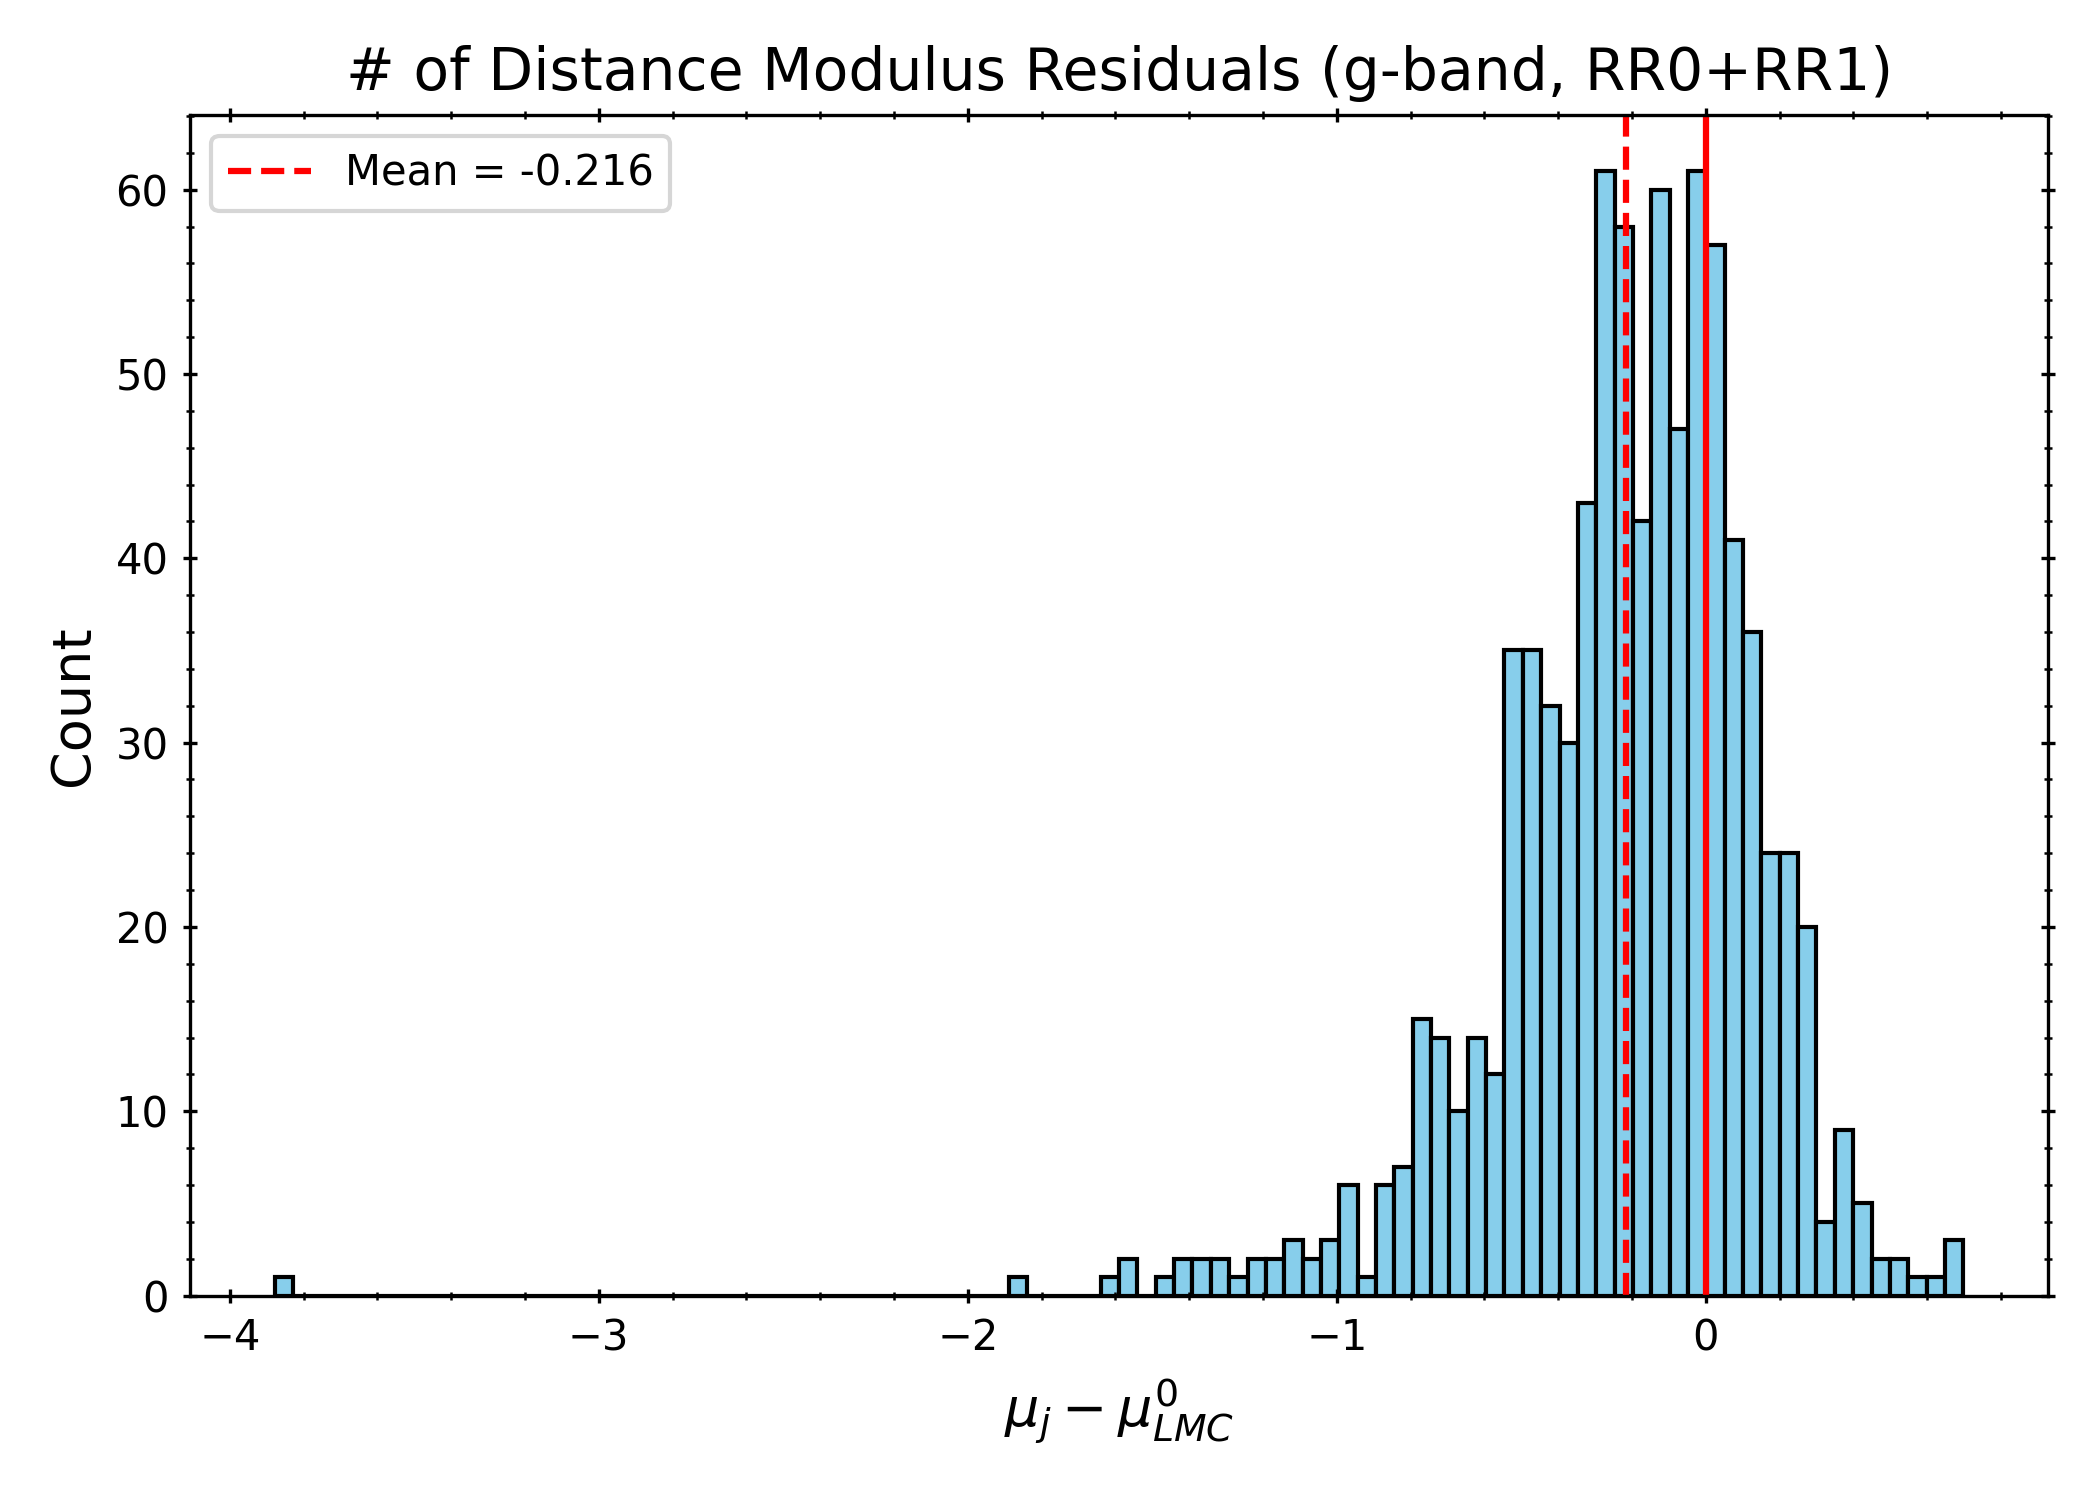 # of Distance Modulus Residuals (g-band, RR0+RR1)
Mean = -0.216
60
50
40
30
20
10
0
Count
−4 −3 −2 −1 0
μj − μ⁰LMC